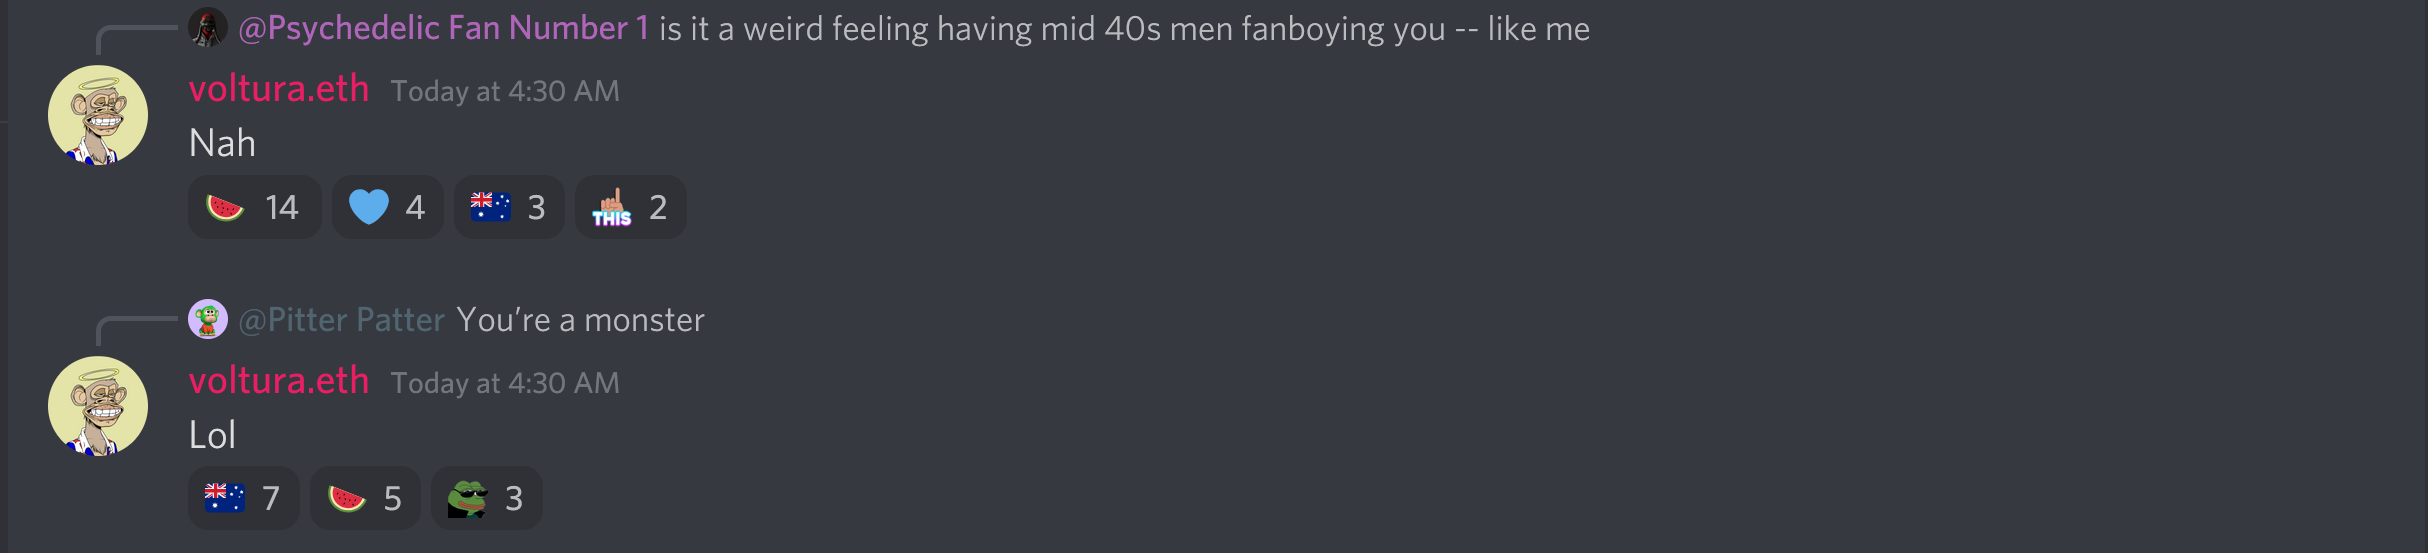 @Psychedelic Fan Number 1 is it a weird feeling having mid 40s men fanboying you -- like me
voltura.eth Today at 4:30 AM
Nah
14 4 3 THIS 2
@Pitter Patter You’re a monster
voltura.eth Today at 4:30 AM
Lol
7 5 3